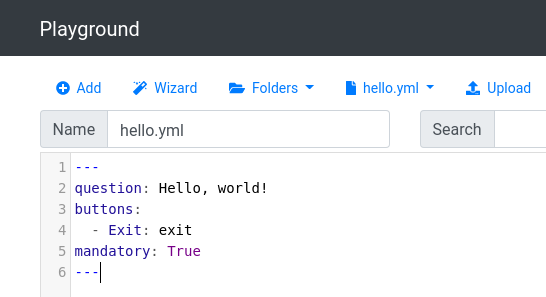 Playground
Add Wizard Folders hello.yml Upload
Name hello.yml Search
1 ---
2 question: Hello, world!
3 buttons:
4   - Exit: exit
5 mandatory: True
6 ---